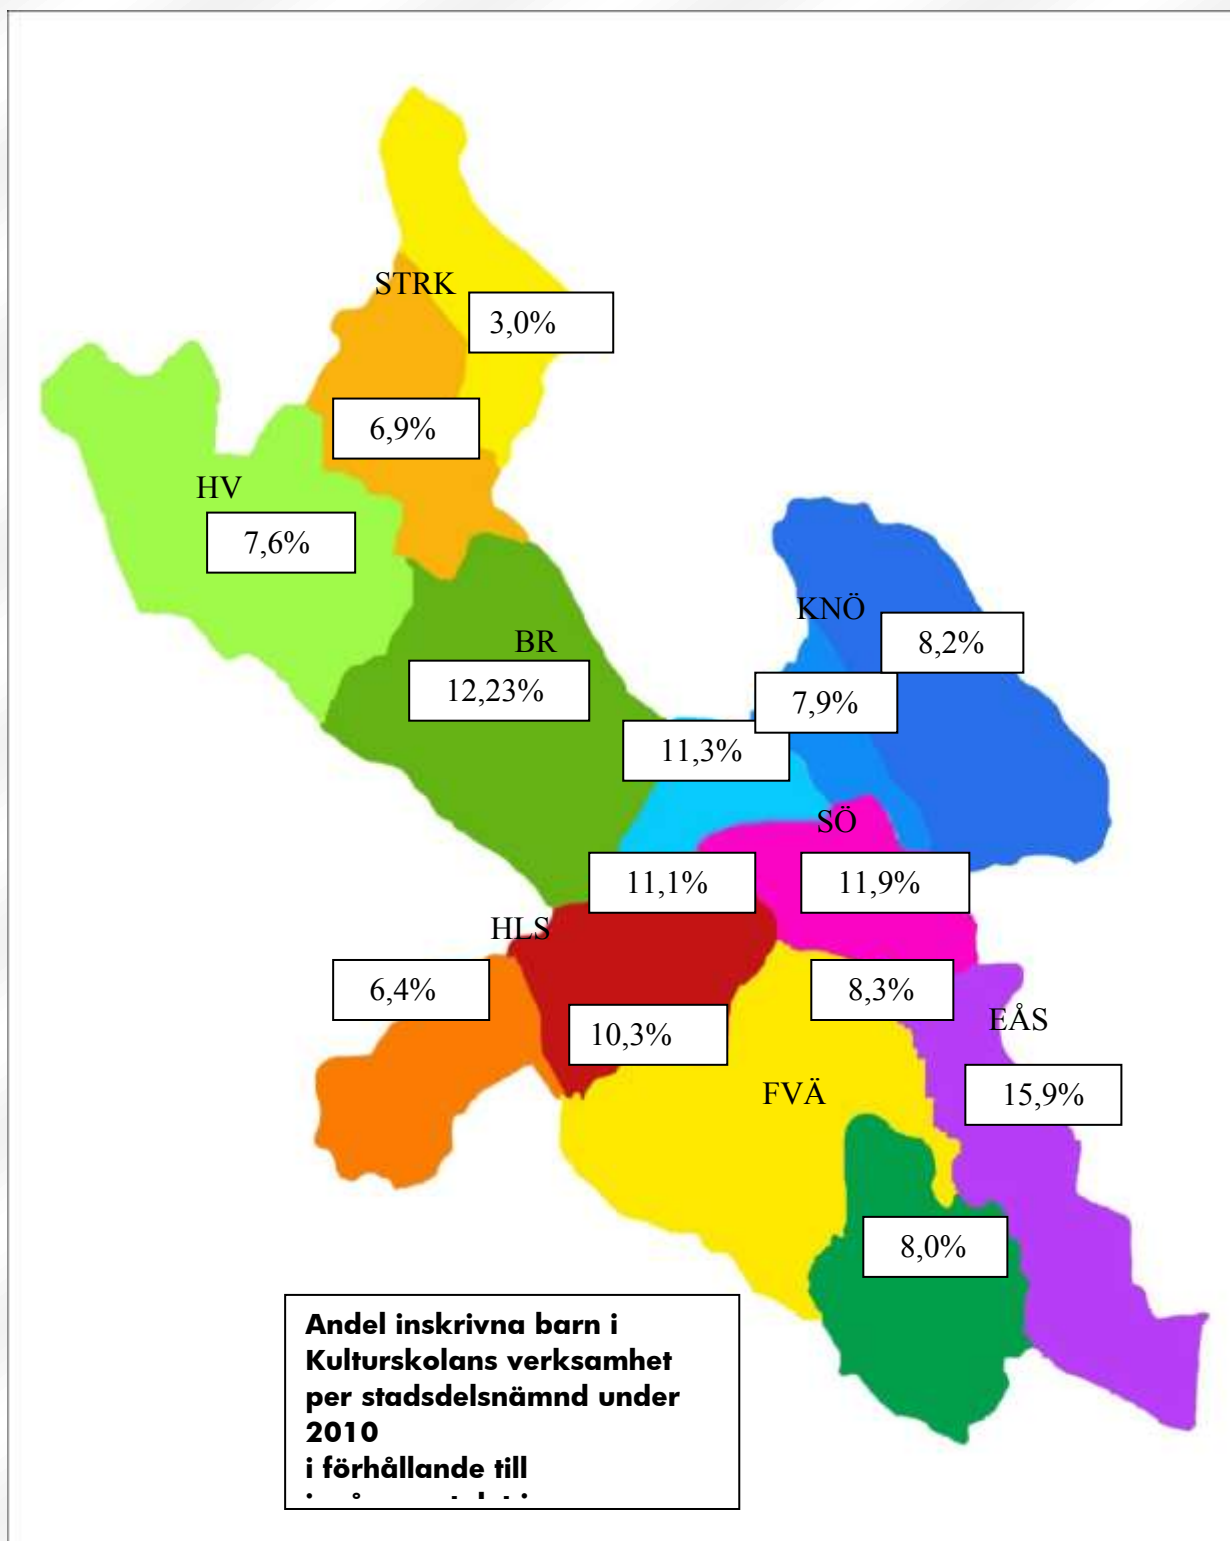 STRK
3,0%
6,9%
HV
7,6%
KNÖ
8,2%
BR
12,23%
7,9%
11,3%
SÖ
11,1%
11,9%
HLS
6,4%
8,3%
EÅS
10,3%
FVÄ
15,9%
8,0%
Andel inskrivna barn i
Kulturskolans verksamhet
per stadsdelsnämnd under
2010
i förhållande till